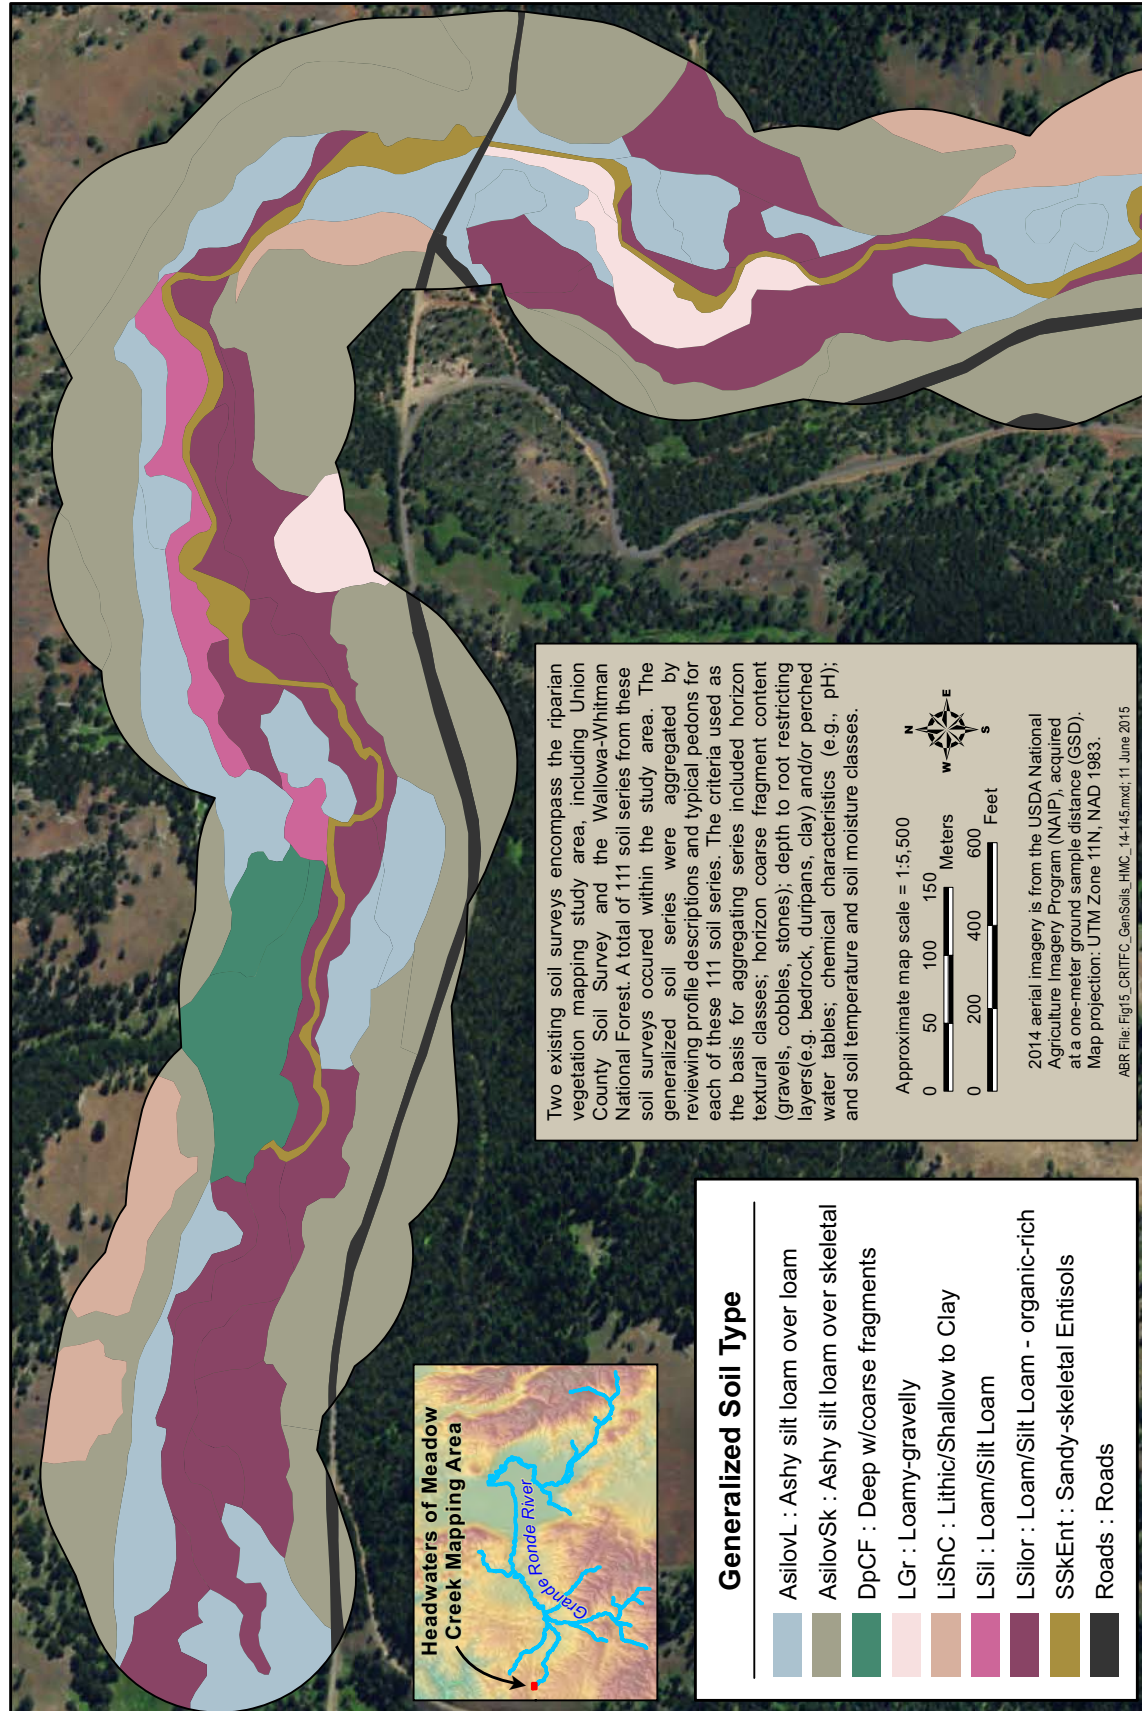 Two existing soil surveys encompass the riparian
vegetation mapping study area, including Union
County Soil Survey and the Wallowa-Whitman
National Forest. A total of 111 soil series from these
soil surveys occured within the study area. The
generalized soil series were aggregated by
reviewing profile descriptions and typical pedons for
each of these 111 soil series. The criteria used as
the basis for aggregating series included horizon
textural classes; horizon coarse fragment content
(gravels, cobbles, stones); depth to root restricting
layers(e.g. bedrock, duripans, clay) and/or perched
water tables; chemical characteristics (e.g., pH);
and soil temperature and soil moisture classes.
N
W
E
S
Approximate map scale = 1:5,500
0 50 100 150
Meters
0 200 400 600
Feet
2014 aerial imagery is from the USDA National
Agriculture Imagery Program (NAIP), acquired
at a one-meter ground sample distance (GSD).
Map projection: UTM Zone 11N, NAD 1983.
ABR File: Fig15_CRITFC_GenSoils_HMC_14-145.mxd; 11 June 2015
Headwaters of Meadow
Creek Mapping Area
Grande Ronde River
Generalized Soil Type
AsilovL : Ashy silt loam over loam
AsilovSk : Ashy silt loam over skeletal
DpCF : Deep w/coarse fragments
LGr : Loamy-gravelly
LiShC : Lithic/Shallow to Clay
LSil : Loam/Silt Loam
LSilor : Loam/Silt Loam - organic-rich
SSkEnt : Sandy-skeletal Entisols
Roads : Roads